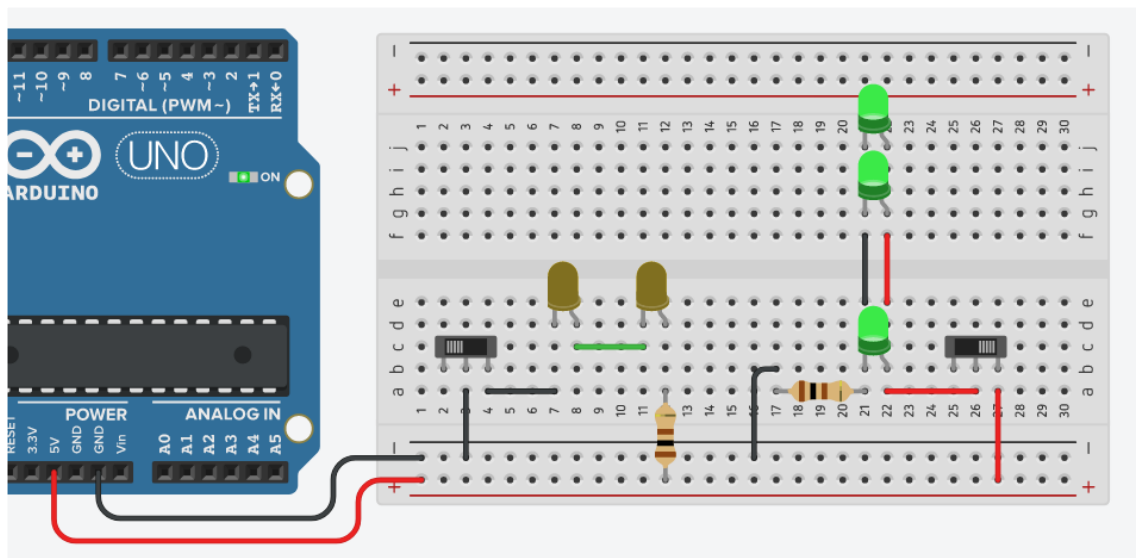 ~11 ~10 ~9 8 7 ~6 ~5 4 ~3 2 TX→1 RX←0
DIGITAL (PWM~)
UNO
ON
ARDUINO
POWER
ANALOG IN
RESET 3.3V 5V GND GND Vin A0 A1 A2 A3 A4 A5
− −
+ +
1 2 3 4 5 6 7 8 9 10 11 12 13 14 15 16 17 18 19 20 21 23 24 25 26 27 28 29 30
j j
i i
h h
g g
f f
e e
d d
c c
b b
a a
1 2 3 4 5 6 7 8 9 10 11 12 13 14 15 16 17 18 19 20 21 22 23 24 25 26 27 28 29 30
− −
+ +